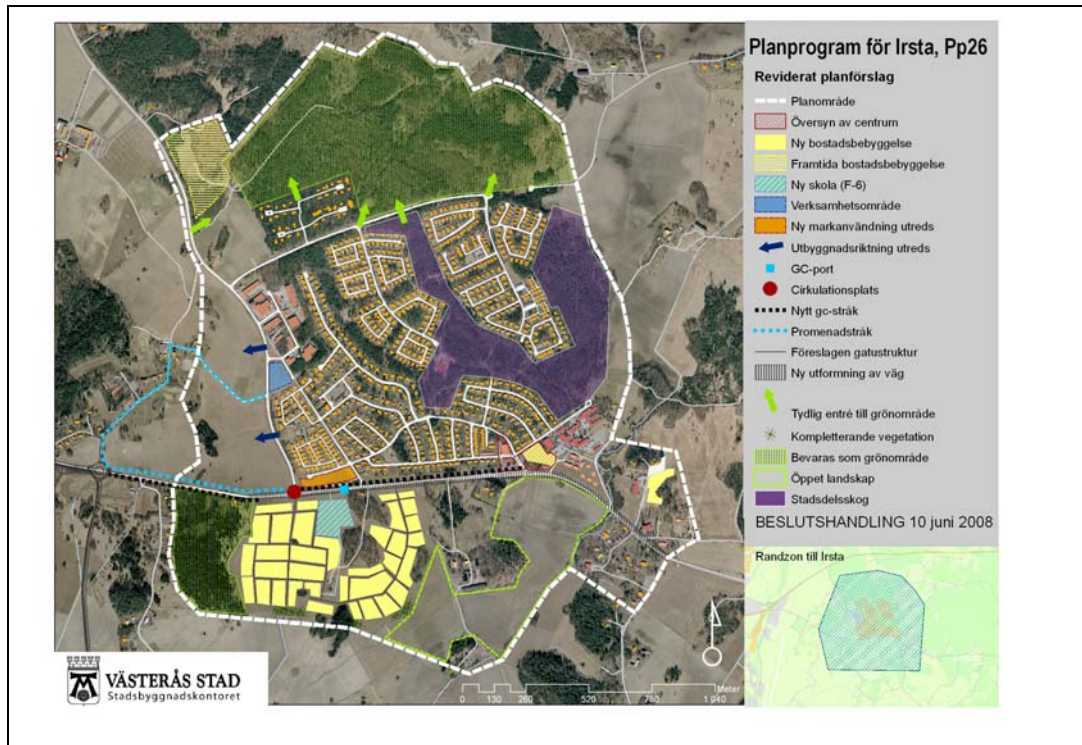 Planprogram för Irsta, Pp26
Reviderat planförslag
Planområde
Översyn av centrum
Ny bostadsbebyggelse
Framtida bostadsbebyggelse
Ny skola (F-6)
Verksamhetsområde
Ny markanvändning utreds
Utbyggnadsriktning utreds
GC-port
Cirkulationsplats
Nytt gc-stråk
Promenadstråk
Föreslagen gatustruktur
Ny utformning av väg
Tydlig entré till grönområde
Kompletterande vegetation
Bevaras som grönområde
Öppet landskap
Stadsdelsskog
BESLUTSHANDLING 10 juni 2008
Randzon till Irsta
VÄSTERÅS STAD
Stadsbyggnadskontoret
Meter
0 130 260 520 780 1 040